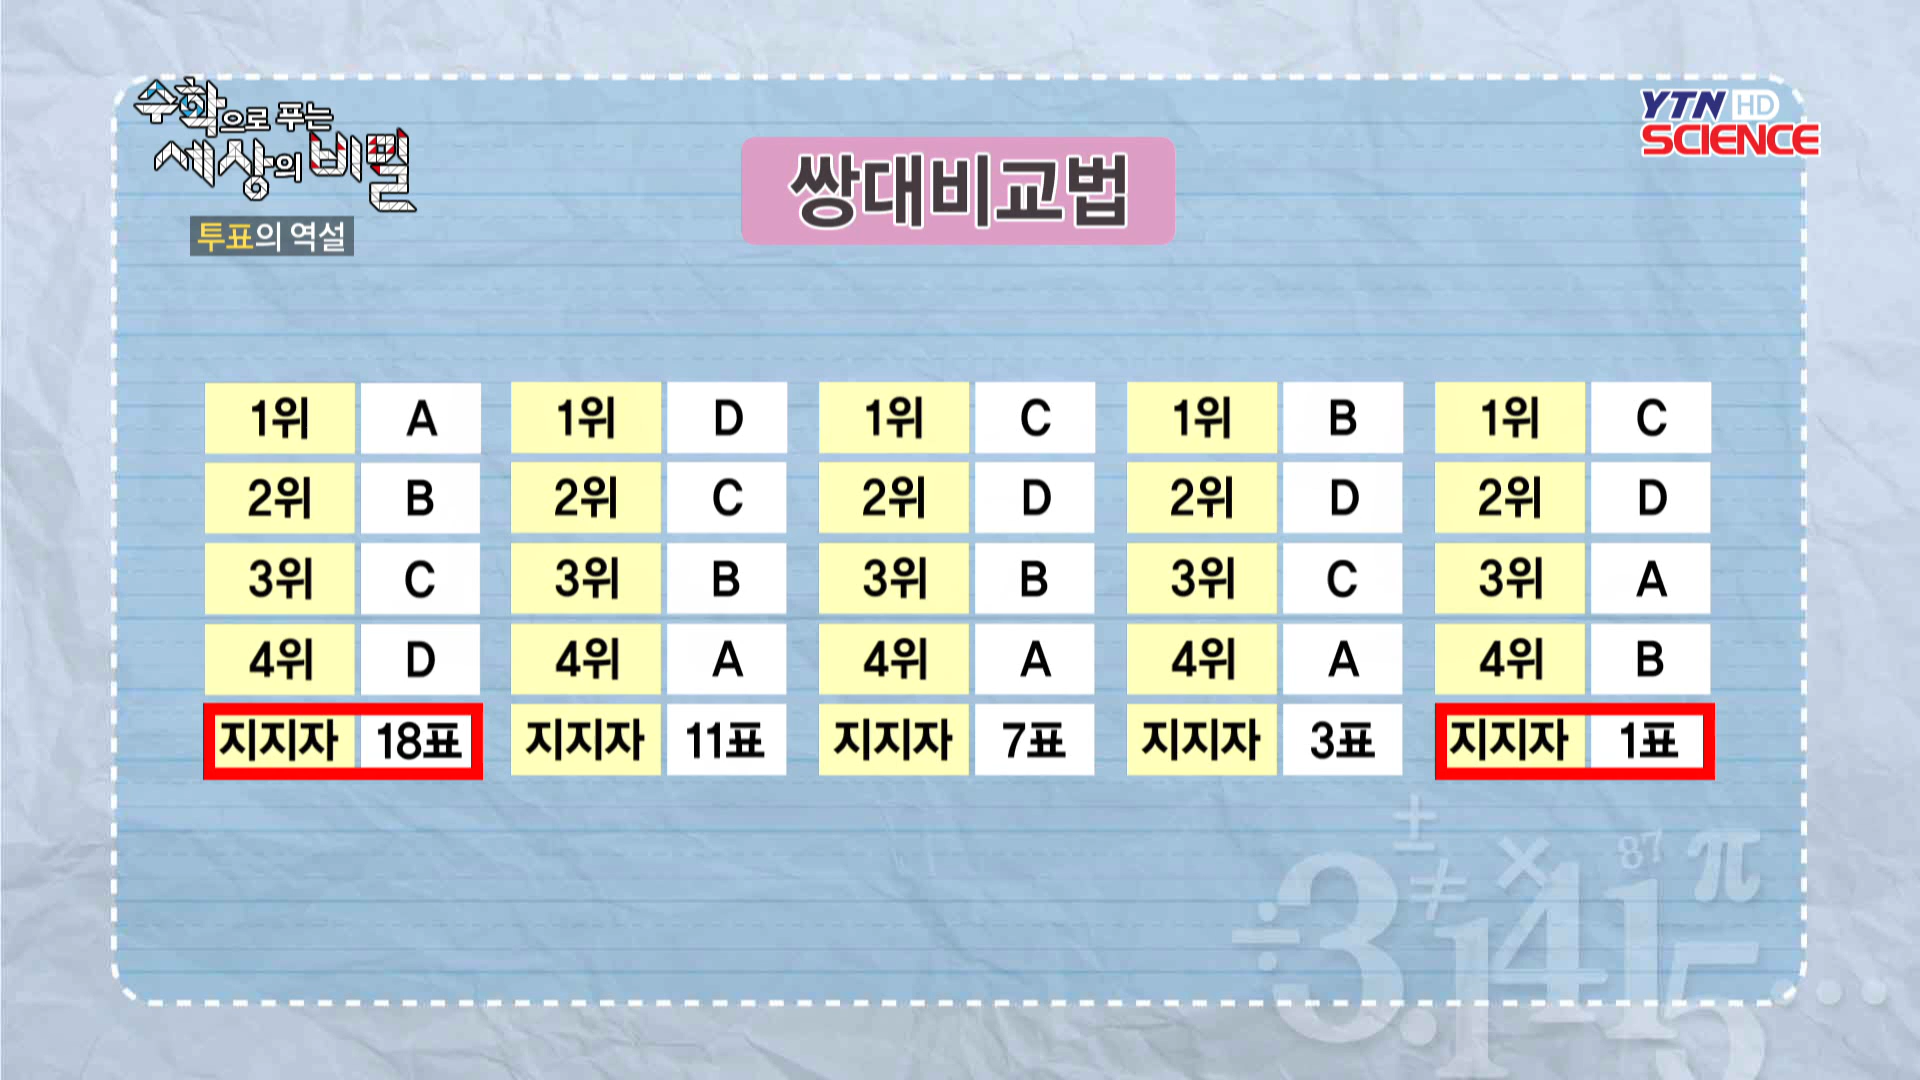 수학으로 푸는
세상의 비밀
투표의 역설
YTN HD
SCIENCE
쌍대비교법
1위 A 1위 D 1위 C 1위 B 1위 C
2위 B 2위 C 2위 D 2위 D 2위 D
3위 C 3위 B 3위 B 3위 C 3위 A
4위 D 4위 A 4위 A 4위 A 4위 B
지지자 18표 지지자 11표 지지자 7표 지지자 3표 지지자 1표
± ≠ × 87 π
÷ 3.1415...